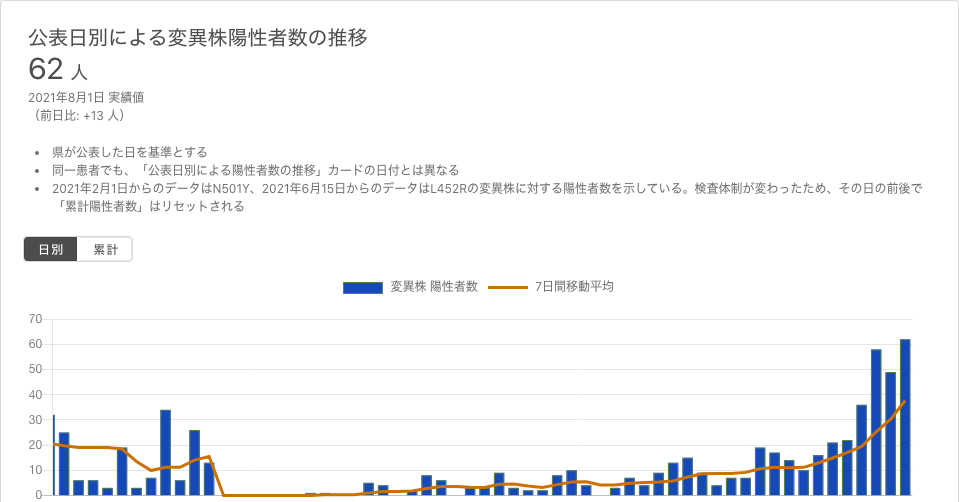 公表日別による変異株陽性者数の推移
62 人
2021年8月1日 実績値
（前日比: +13 人）
• 県が公表した日を基準とする
• 同一患者でも、「公表日別による陽性者数の推移」カードの日付とは異なる
• 2021年2月1日からのデータはN501Y、2021年6月15日からのデータはL452Rの変異株に対する陽性者数を示している。検査体制が変わったため、その日の前後で
「累計陽性者数」はリセットされる
日別 累計
変異株 陽性者数 7日間移動平均
70
60
50
40
30
20
10
0